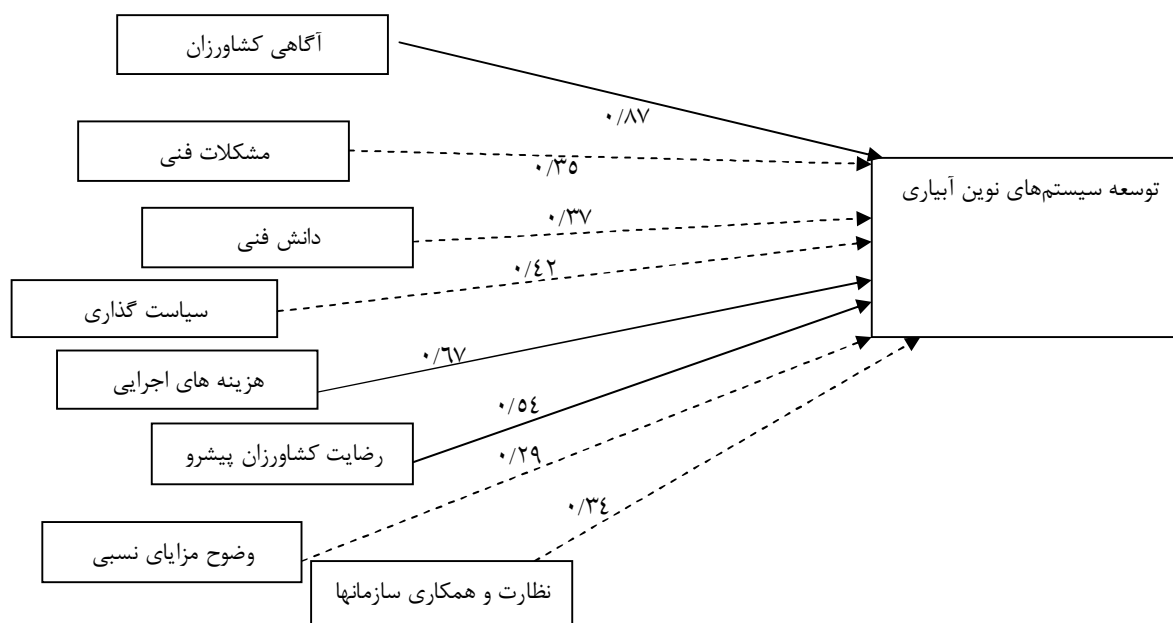 آگاهی کشاورزان
۰/۸۷
مشکلات فنی
۰/۳۵
توسعه سیستم‌های نوین آبیاری
دانش فنی
۰/۳۷
سیاست گذاری
۰/٤۲
هزینه های اجرایی
۰/٦۷
رضایت کشاورزان پیشرو
۰/٥٤
وضوح مزایای نسبی
۰/۲۹
نظارت و همکاری سازمانها
۰/۳٤